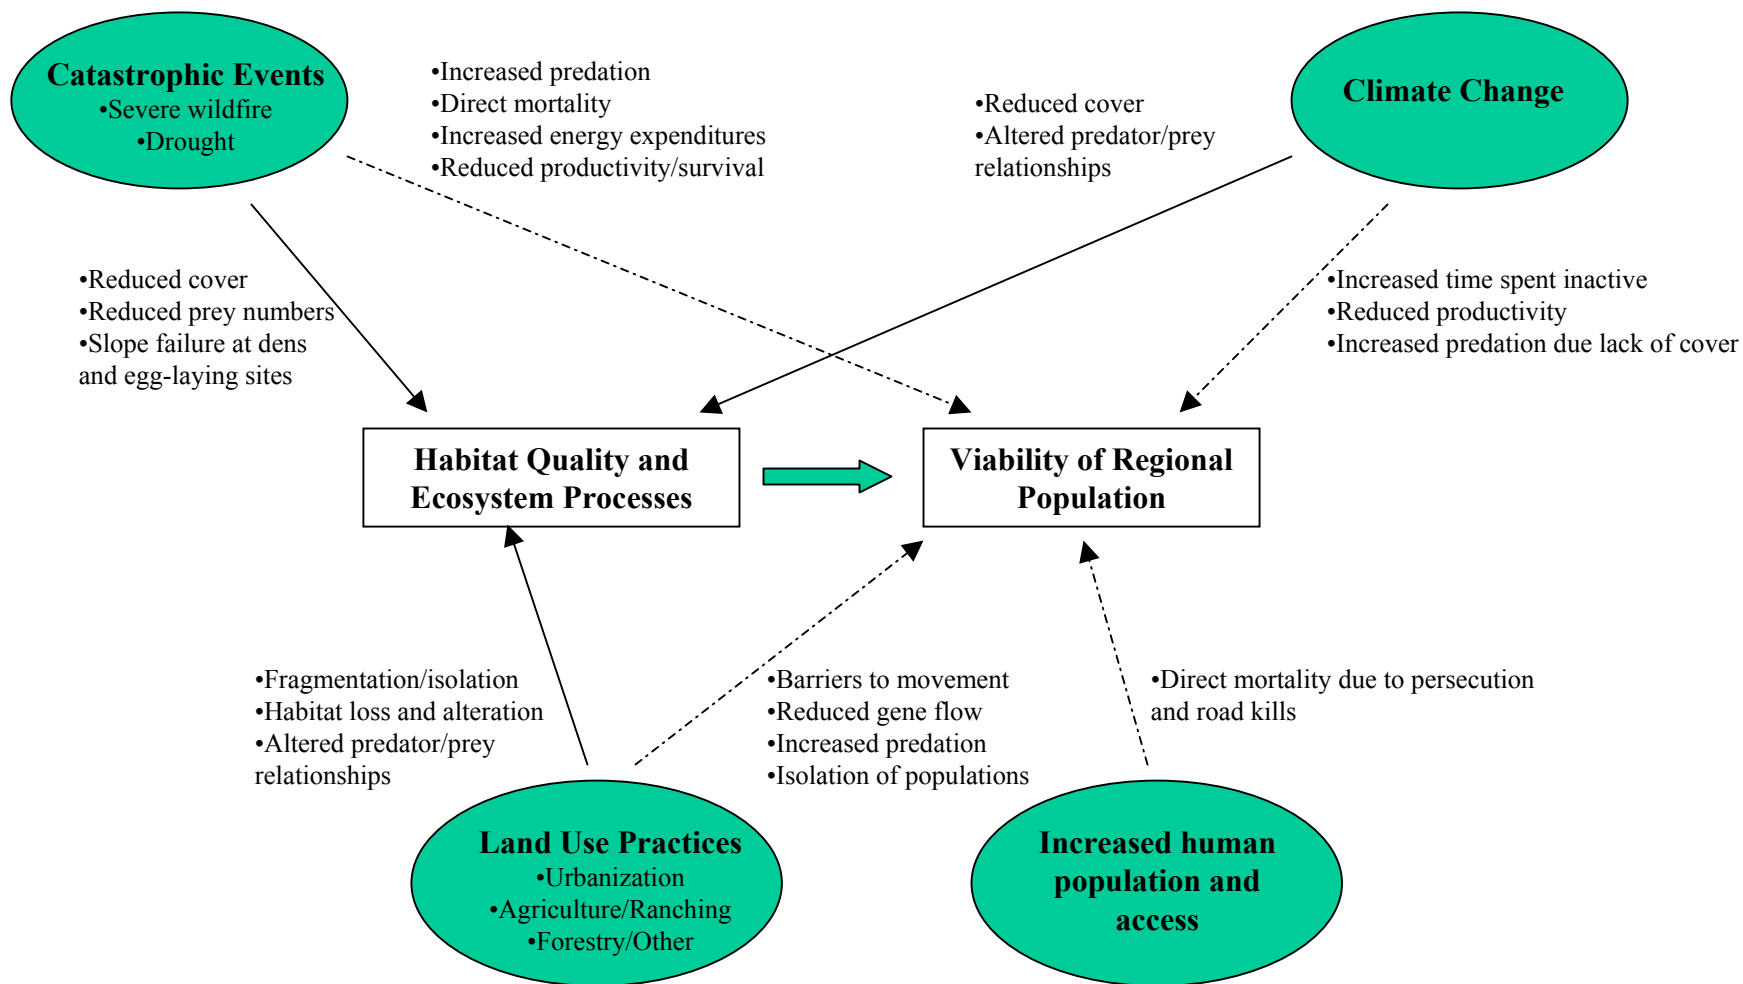 Catastrophic Events
•Severe wildfire
•Drought
•Increased predation
•Direct mortality
•Increased energy expenditures
•Reduced productivity/survival
•Reduced cover
•Altered predator/prey
relationships
Climate Change
•Reduced cover
•Reduced prey numbers
•Slope failure at dens
and egg-laying sites
•Increased time spent inactive
•Reduced productivity
•Increased predation due lack of cover
Habitat Quality and
Ecosystem Processes
Viability of Regional
Population
•Fragmentation/isolation
•Habitat loss and alteration
•Altered predator/prey
relationships
•Barriers to movement
•Reduced gene flow
•Increased predation
•Isolation of populations
•Direct mortality due to persecution
and road kills
Land Use Practices
•Urbanization
•Agriculture/Ranching
•Forestry/Other
Increased human
population and
access